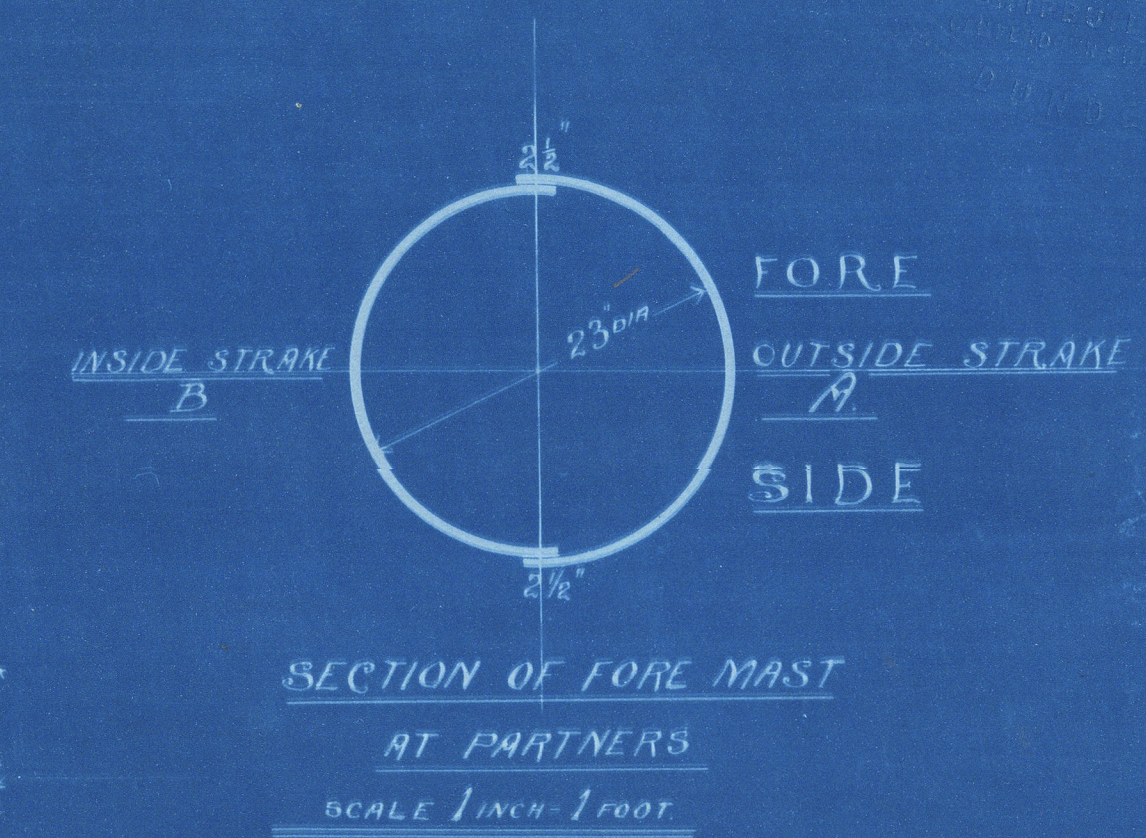 2½"
FORE
23" DIA.
INSIDE STRAKE
B
OUTSIDE STRAKE
A.
SIDE
2½"
SECTION OF FORE MAST
AT PARTNERS
SCALE 1 INCH = 1 FOOT.